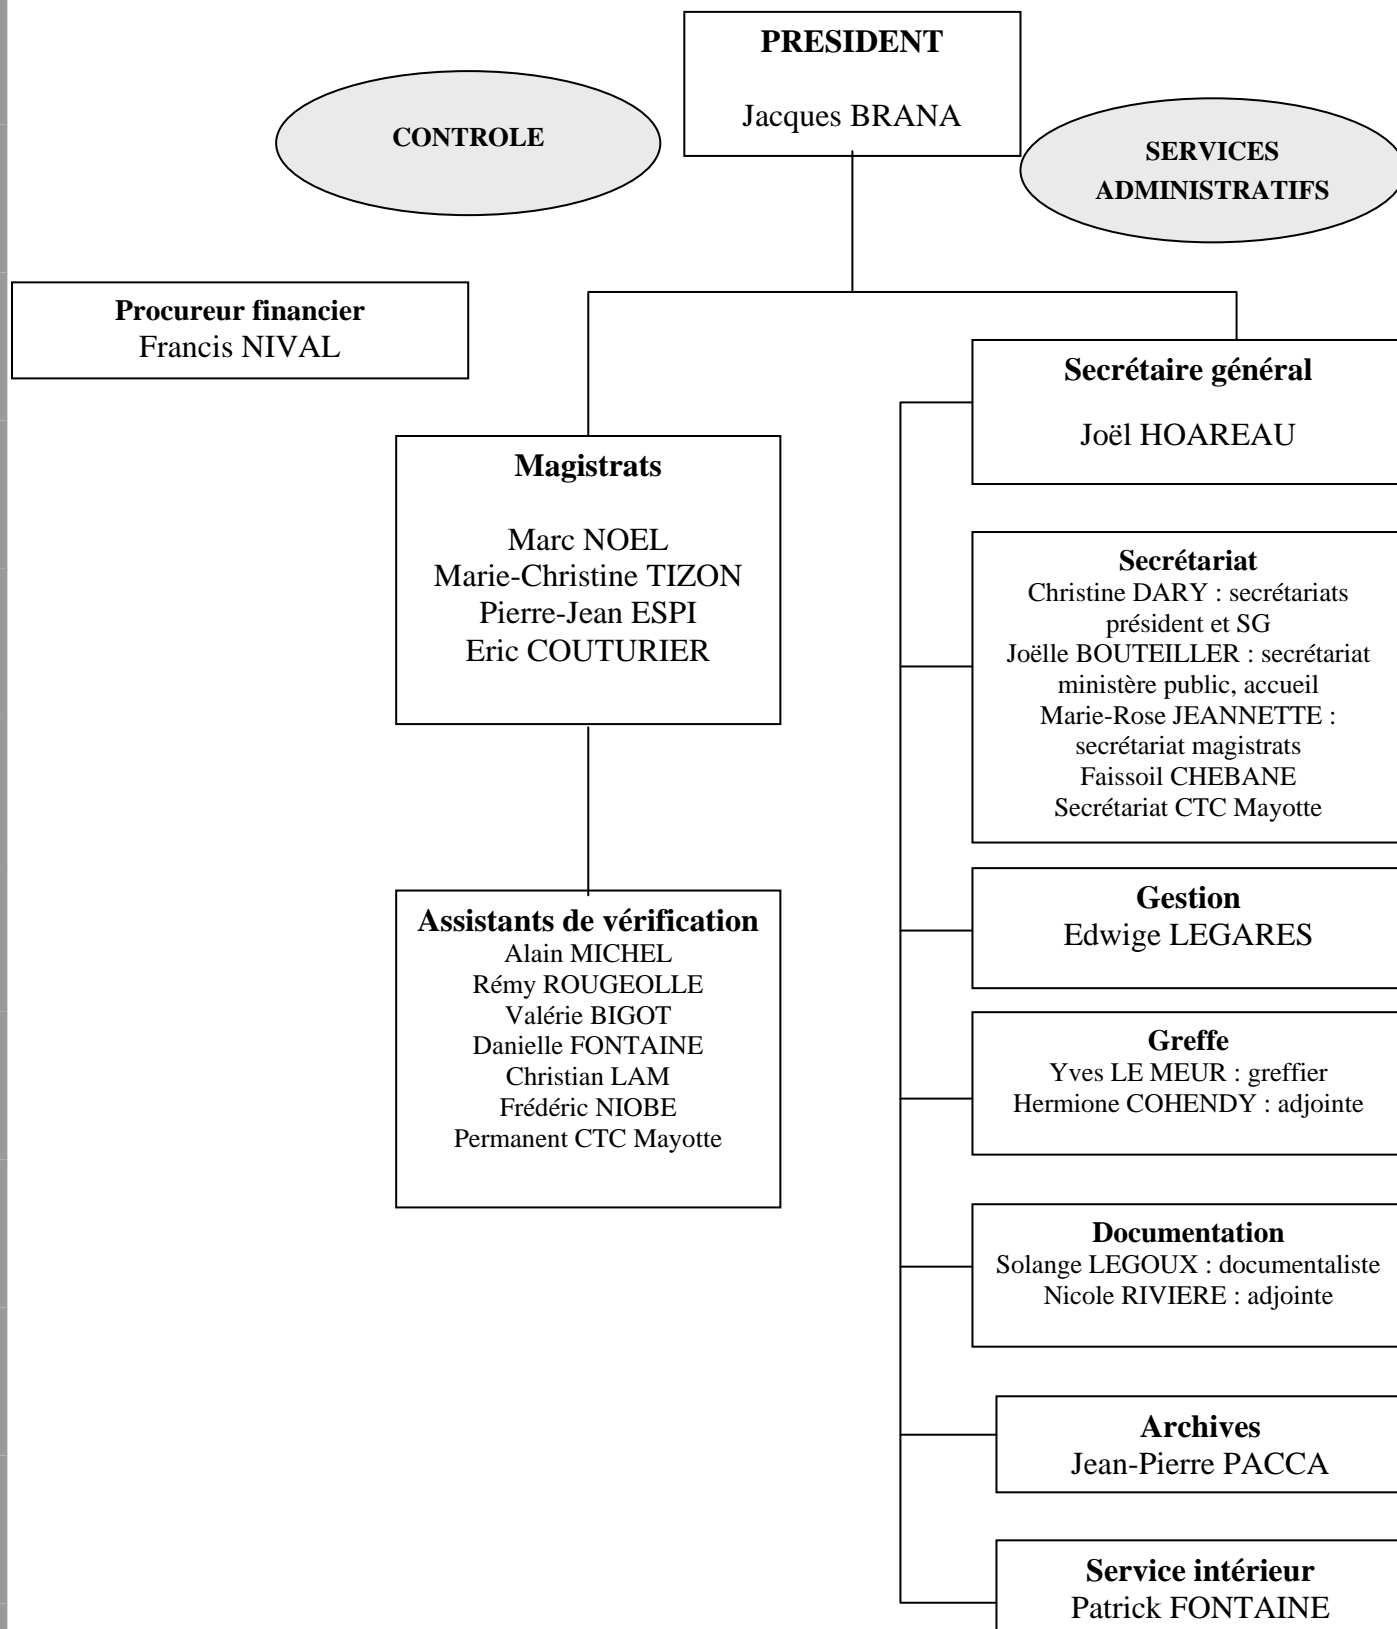 PRESIDENT
Jacques BRANA
CONTROLE
SERVICES
ADMINISTRATIFS
Procureur financier
Francis NIVAL
Secrétaire général
Joël HOAREAU
Magistrats
Marc NOEL
Marie-Christine TIZON
Pierre-Jean ESPI
Eric COUTURIER
Secrétariat
Christine DARY : secrétariats
président et SG
Joëlle BOUTEILLER : secrétariat
ministère public, accueil
Marie-Rose JEANNETTE :
secrétariat magistrats
Faissoil CHEBANE
Secrétariat CTC Mayotte
Assistants de vérification
Alain MICHEL
Rémy ROUGEOLLE
Valérie BIGOT
Danielle FONTAINE
Christian LAM
Frédéric NIOBE
Permanent CTC Mayotte
Gestion
Edwige LEGARES
Greffe
Yves LE MEUR : greffier
Hermione COHENDY : adjointe
Documentation
Solange LEGOUX : documentaliste
Nicole RIVIERE : adjointe
Archives
Jean-Pierre PACCA
Service intérieur
Patrick FONTAINE